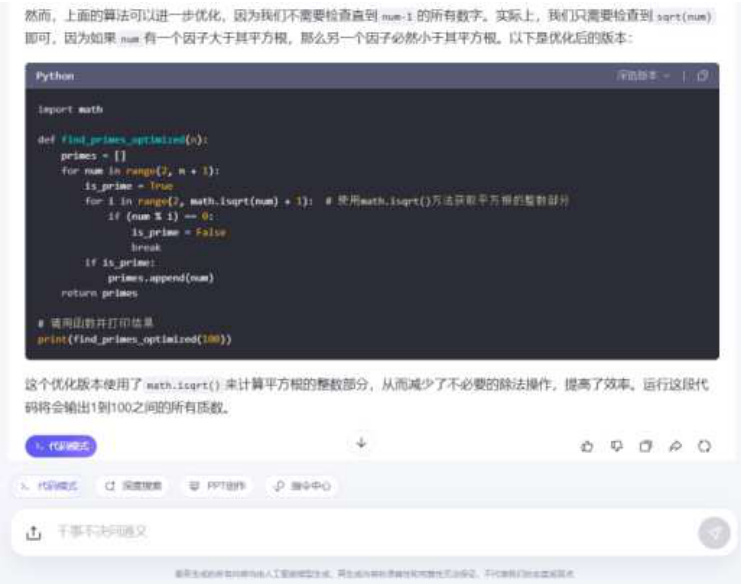 然而，上面的算法可以进一步优化，因为我们不需要检查直到 num-1 的所有数字。实际上，我们只需要检查到 sqrt(num)
即可，因为如果 num 有一个因子大于其平方根，那么另一个因子必然小于其平方根。以下是优化后的版本：
Python
import math
def find_primes_optimized(n):
primes = []
for num in range(2, n + 1):
is_prime = True
for i in range(2, math.isqrt(num) + 1):  # 使用math.isqrt()方法获取平方根的整数部分
if (num % i) == 0:
is_prime = False
break
if is_prime:
primes.append(num)
return primes
# 调用函数并打印结果
print(find_primes_optimized(100))
这个优化版本使用了 math.isqrt() 来计算平方根的整数部分，从而减少了不必要的除法操作，提高了效率。运行这段代
码将会输出1到100之间的所有质数。
代码模式
代码模式 深度搜索 PPT创作 指令中心
千事不决问通义